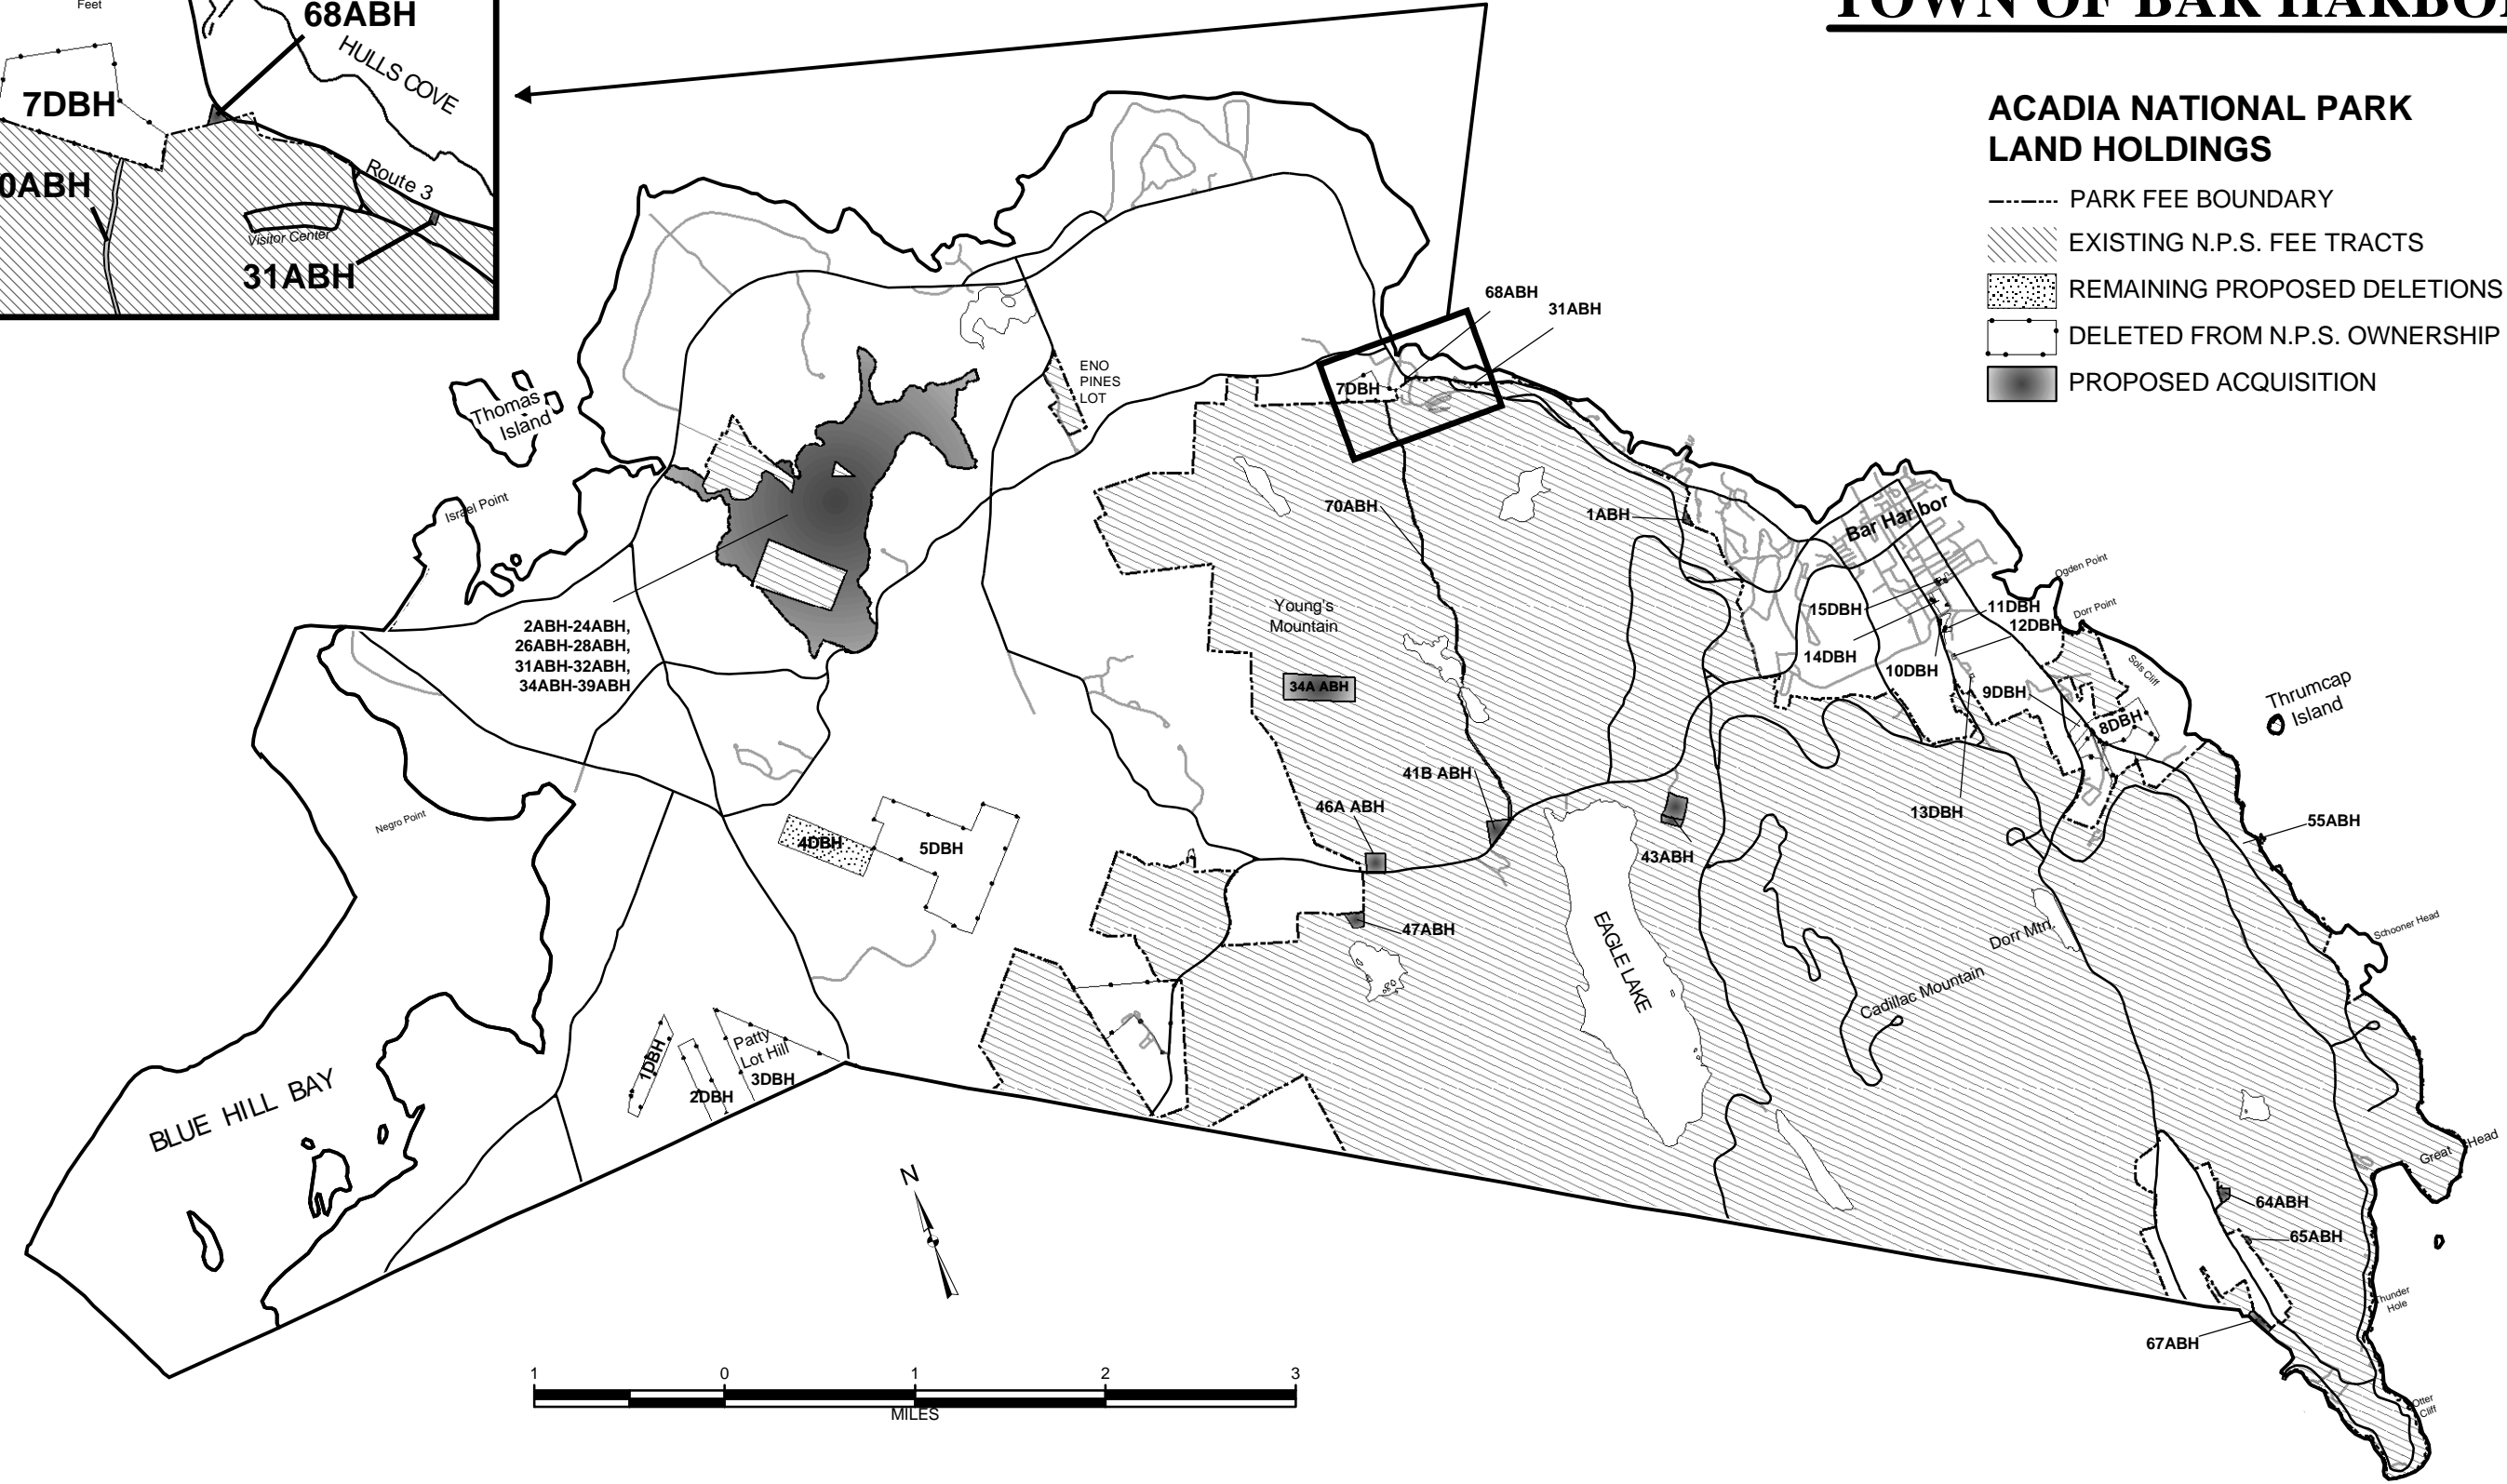 TOWN OF BAR HARBOR
Feet
68ABH
HULLS COVE
7DBH
0ABH
Route 3
Visitor Center
31ABH
ACADIA NATIONAL PARK
LAND HOLDINGS
PARK FEE BOUNDARY
EXISTING N.P.S. FEE TRACTS
REMAINING PROPOSED DELETIONS
DELETED FROM N.P.S. OWNERSHIP
PROPOSED ACQUISITION
68ABH
31ABH
ENO
PINES
LOT
7DBH
Thomas
Island
Israel Point
70ABH
1ABH
Bar Harbor
Ogden Point
Dorr Point
Young's
Mountain
15DBH
11DBH
12DBH
2ABH-24ABH,
26ABH-28ABH,
31ABH-32ABH,
34ABH-39ABH
14DBH
10DBH
Sols Cliff
34A ABH
9DBH
8DBH
Thrumcap
Island
41B ABH
46A ABH
13DBH
Negro Point
55ABH
4DBH
5DBH
43ABH
47ABH
EAGLE LAKE
Dorr Mtn.
Schooner Head
Cadillac Mountain
1DBH
Patty
Lot Hill
3DBH
2DBH
BLUE HILL BAY
Great Head
N
64ABH
65ABH
Thunder
Hole
67ABH
1 0 1 2 3
MILES
Otter
Cliff